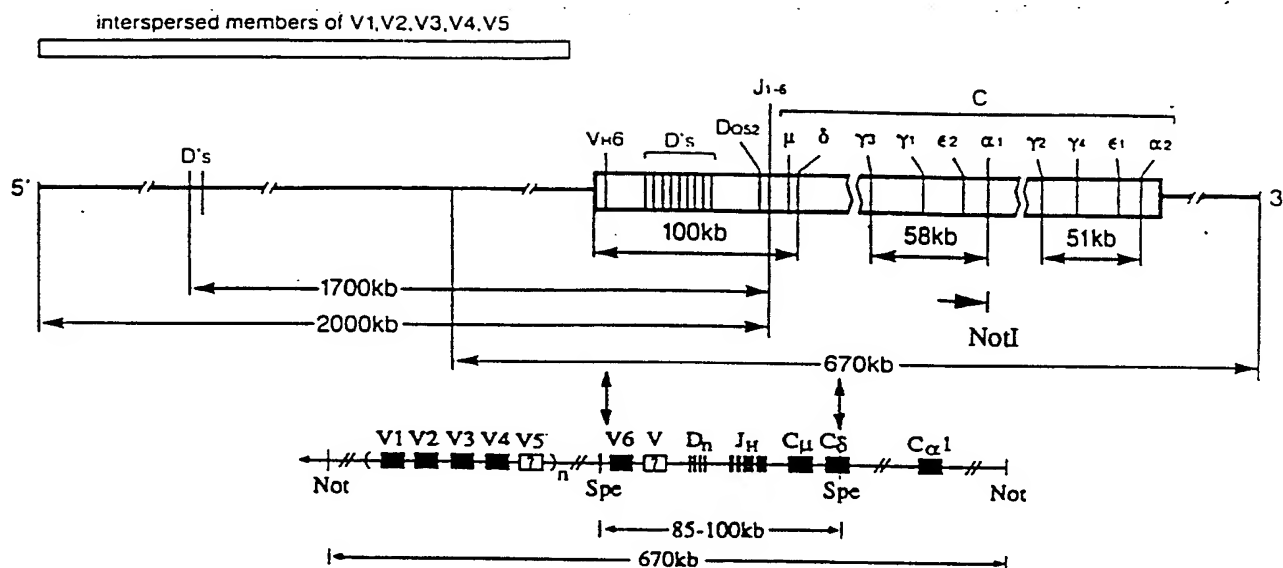 interspersed members of V1,V2,V3,V4,V5
J1-6
C
VH6 D's DOS2 μ δ γ3 γ1 ϵ2 α1 γ2 γ4 ϵ1 α2
D's
5' 3
100kb 58kb 51kb
1700kb
2000kb NotI
670kb
V1 V2 V3 V4 V5 V6 V Dn JH Cμ Cδ Cα1
? ?
( ) n
Not Spe Spe Not
85-100kb
670kb